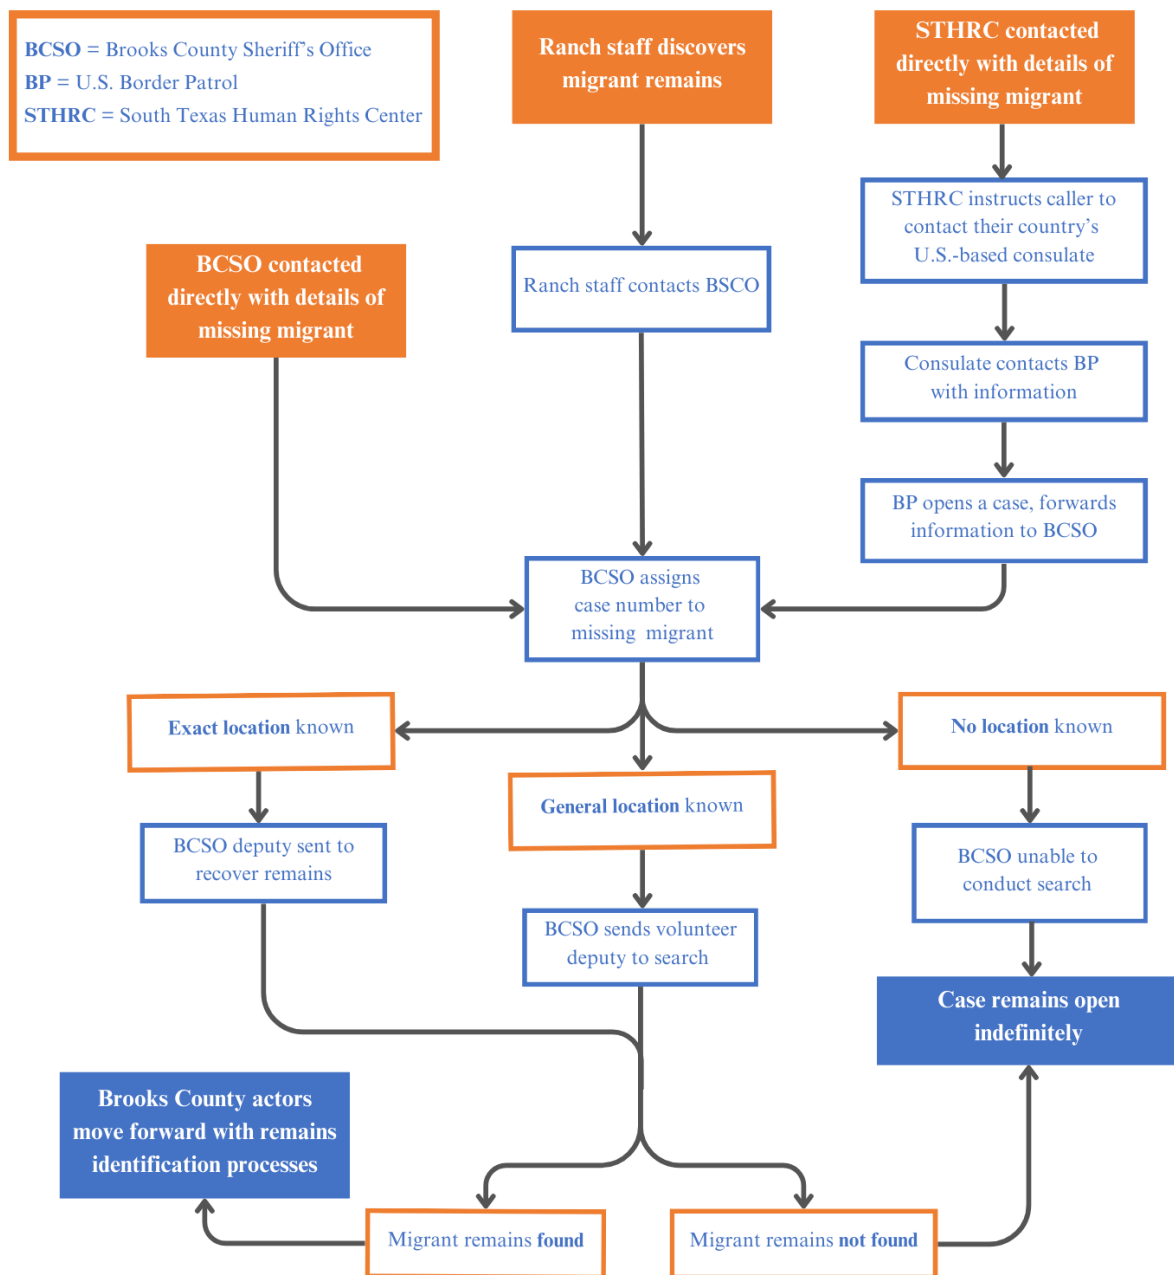 BCSO = Brooks County Sheriff's Office
BP = U.S. Border Patrol
STHRC = South Texas Human Rights Center
Ranch staff discovers
migrant remains
STHRC contacted
directly with details of
missing migrant
STHRC instructs caller to
contact their country's
U.S.-based consulate
BCSO contacted
directly with details of
missing migrant
Ranch staff contacts BSCO
Consulate contacts BP
with information
BP opens a case, forwards
information to BCSO
BCSO assigns
case number to
missing migrant
Exact location known
General location known
No location known
BCSO deputy sent to
recover remains
BCSO sends volunteer
deputy to search
BCSO unable to
conduct search
Case remains open
indefinitely
Brooks County actors
move forward with remains
identification processes
Migrant remains found
Migrant remains not found